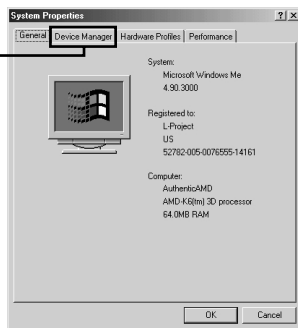 System Properties
General
Device Manager
Hardware Profiles
Performance
System:
Microsoft Windows Me
4.90.3000
Registered to:
L-Project
US
52782-005-0076555-14161
Computer:
AuthenticAMD
AMD-K6(tm) 3D processor
64.0MB RAM
OK
Cancel